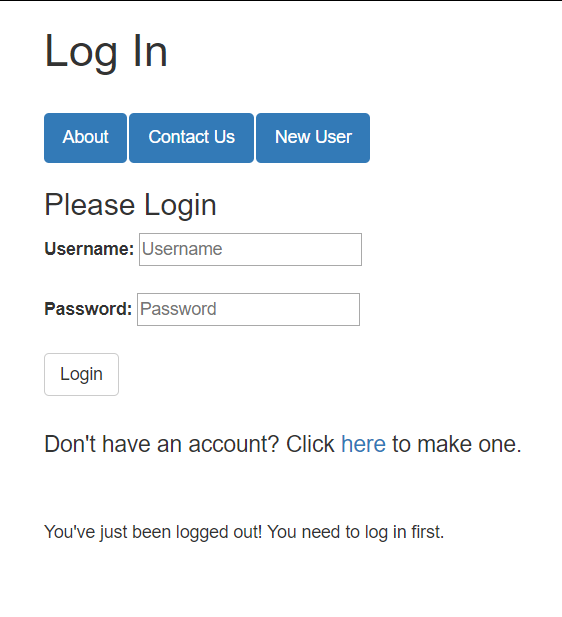 Log In
About Contact Us New User
Please Login
Username: Username
Password: Password
Login
Don't have an account? Click here to make one.
You've just been logged out! You need to log in first.